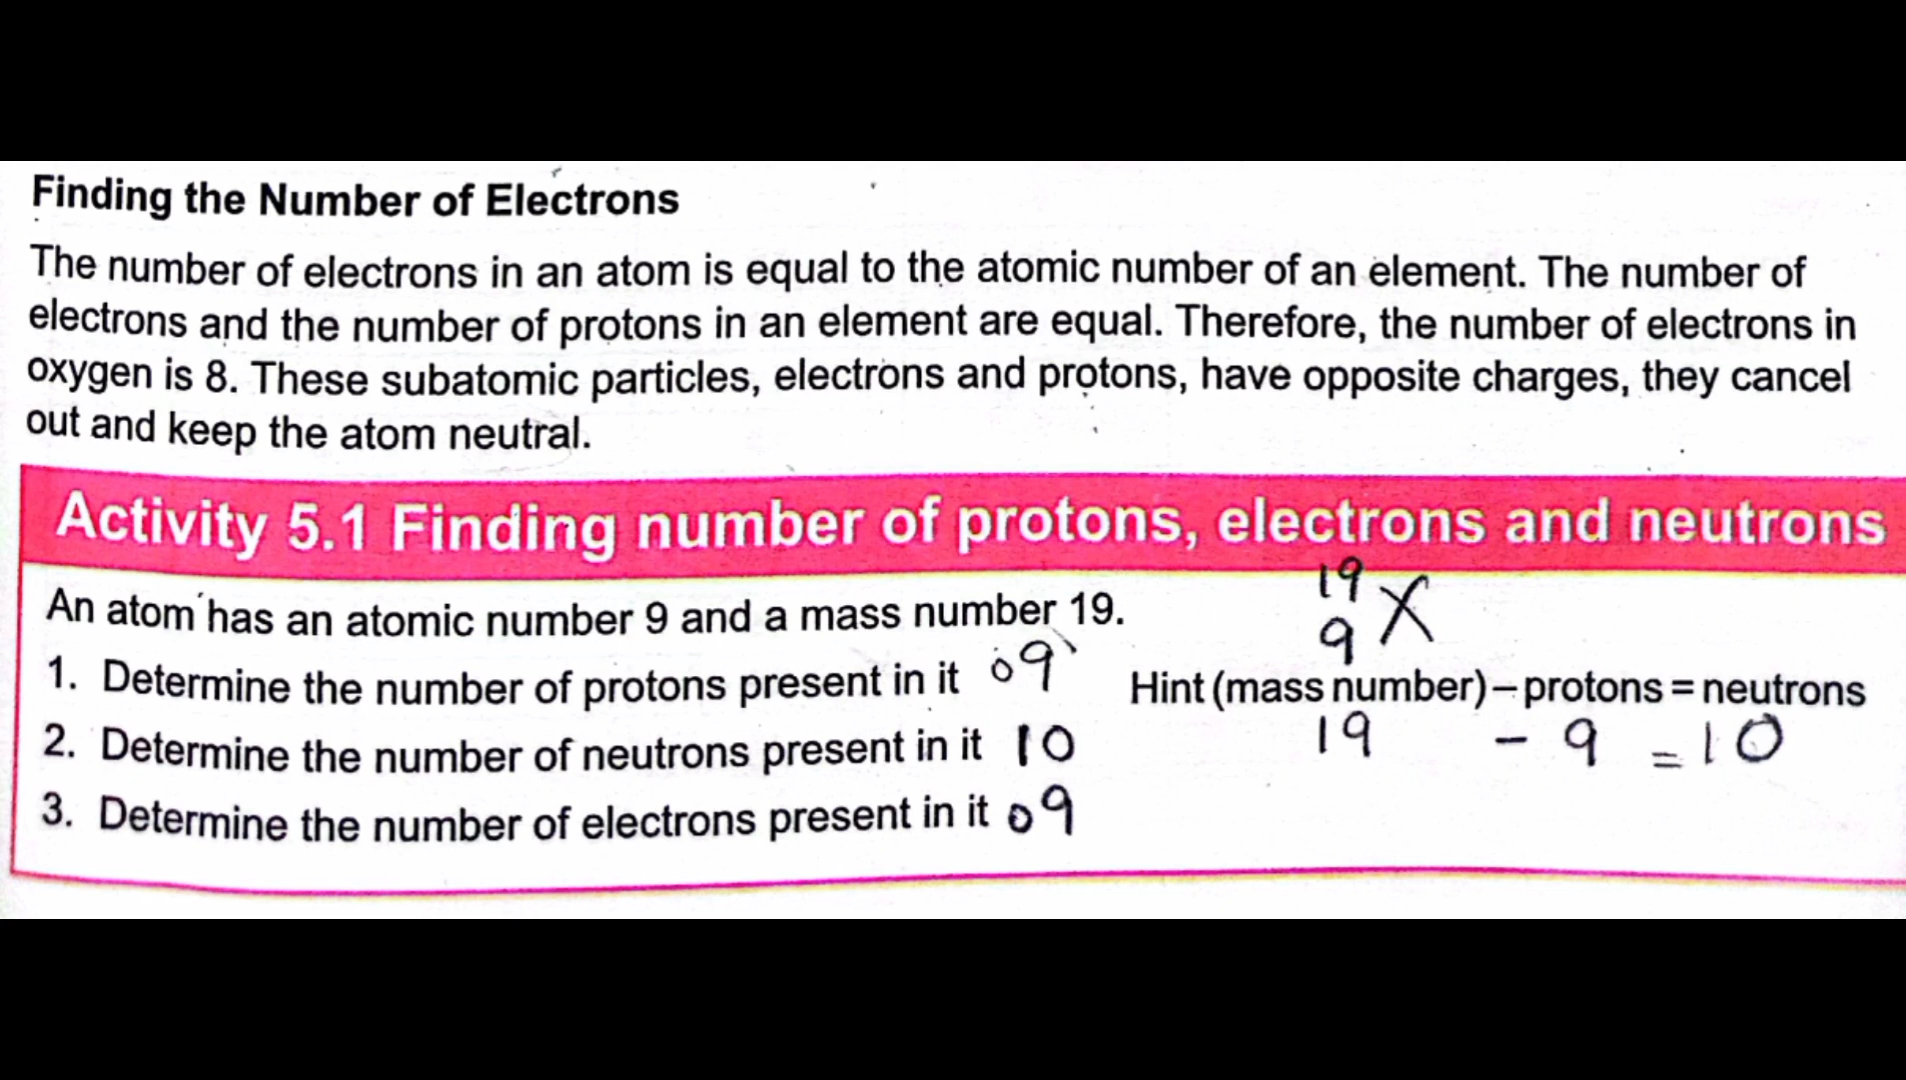 Finding the Number of Electrons
The number of electrons in an atom is equal to the atomic number of an element. The number of
electrons and the number of protons in an element are equal. Therefore, the number of electrons in
oxygen is 8. These subatomic particles, electrons and protons, have opposite charges, they cancel
out and keep the atom neutral.
Activity 5.1 Finding number of protons, electrons and neutrons
19
9 X
An atom has an atomic number 9 and a mass number 19.
1. Determine the number of protons present in it 09
Hint (mass number) – protons = neutrons
19 - 9 = 10
2. Determine the number of neutrons present in it 10
3. Determine the number of electrons present in it 09